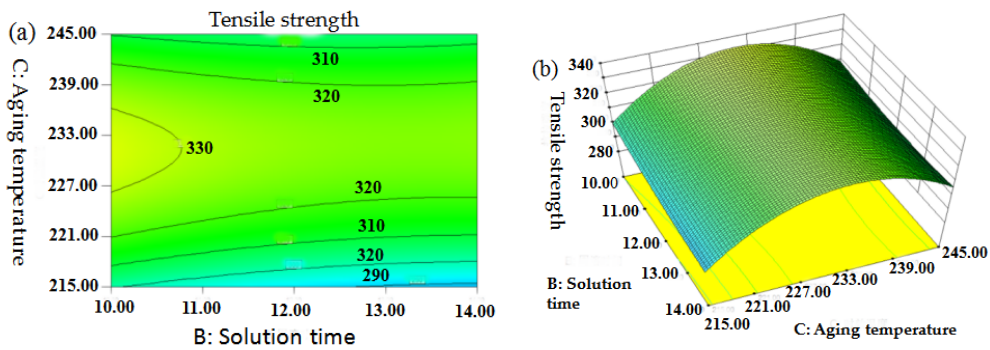 (a)
Tensile strength
C: Aging temperature
245.00
239.00
233.00
227.00
221.00
215.00
310
320
330
320
310
320
290
10.00 11.00 12.00 13.00 14.00
B: Solution time
(b)
Tensile strength
340
320
300
280
10.00
11.00
12.00
13.00
14.00
B: Solution
time
215.00
221.00
227.00
233.00
239.00
245.00
C: Aging temperature